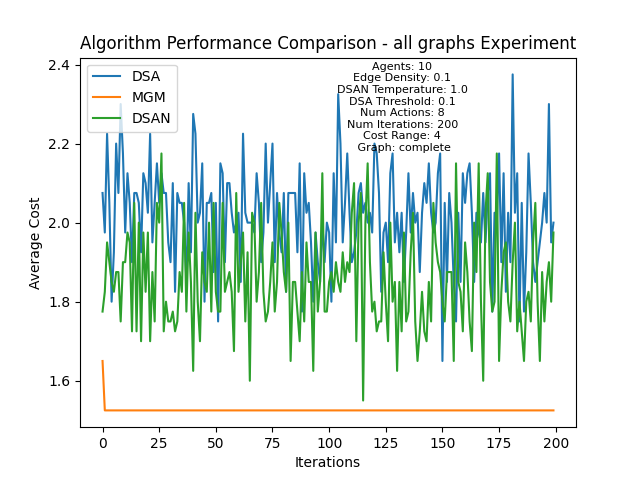 Algorithm Performance Comparison - all graphs Experiment
DSA
MGM
DSAN
Agents: 10
Edge Density: 0.1
DSAN Temperature: 1.0
DSA Threshold: 0.1
Num Actions: 8
Num Iterations: 200
Cost Range: 4
Graph: complete
Average Cost
2.4
2.2
2.0
1.8
1.6
0
25
50
75
100
125
150
175
200
Iterations